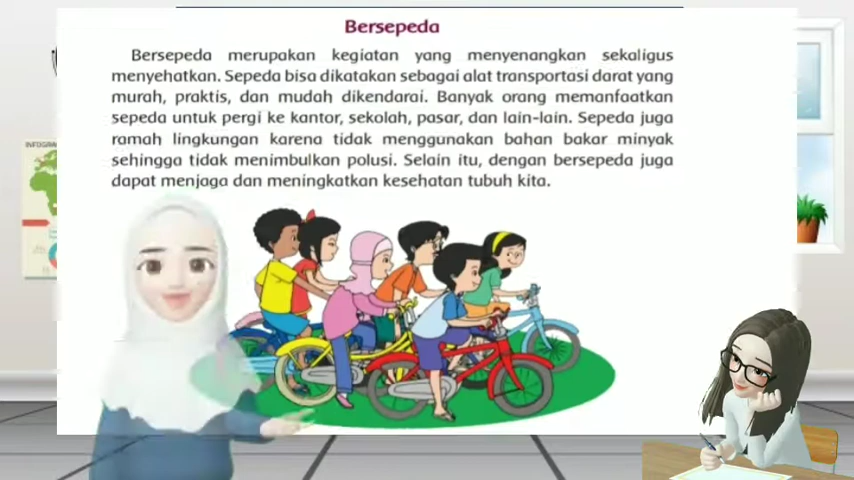 Bersepeda
Bersepeda merupakan kegiatan yang menyenangkan sekaligus
menyehatkan. Sepeda bisa dikatakan sebagai alat transportasi darat yang
murah, praktis, dan mudah dikendarai. Banyak orang memanfaatkan
sepeda untuk pergi ke kantor, sekolah, pasar, dan lain-lain. Sepeda juga
ramah lingkungan karena tidak menggunakan bahan bakar minyak
sehingga tidak menimbulkan polusi. Selain itu, dengan bersepeda juga
dapat menjaga dan meningkatkan kesehatan tubuh kita.